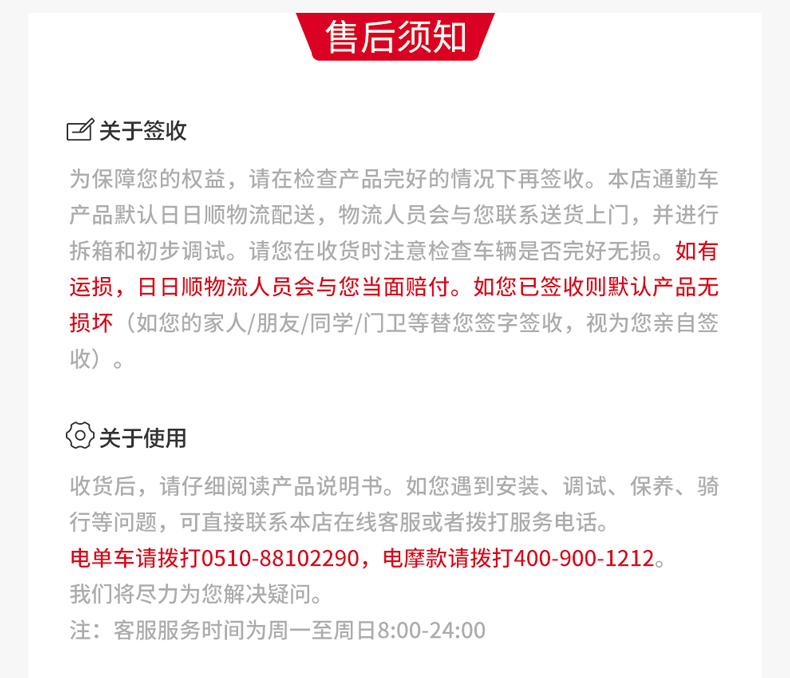 售后须知
关于签收
为保障您的权益，请在检查产品完好的情况下再签收。本店通勤车
产品默认日日顺物流配送，物流人员会与您联系送货上门，并进行
拆箱和初步调试。请您在收货时注意检查车辆是否完好无损。如有
运损，日日顺物流人员会与您当面赔付。如您已签收则默认产品无
损坏（如您的家人/朋友/同学/门卫等替您签字签收，视为您亲自签
收）。
关于使用
收货后，请仔细阅读产品说明书。如您遇到安装、调试、保养、骑
行等问题，可直接联系本店在线客服或者拨打服务电话。
电单车请拨打0510-88102290，电摩款请拨打400-900-1212。
我们将尽力为您解决疑问。
注：客服服务时间为周一至周日8:00-24:00